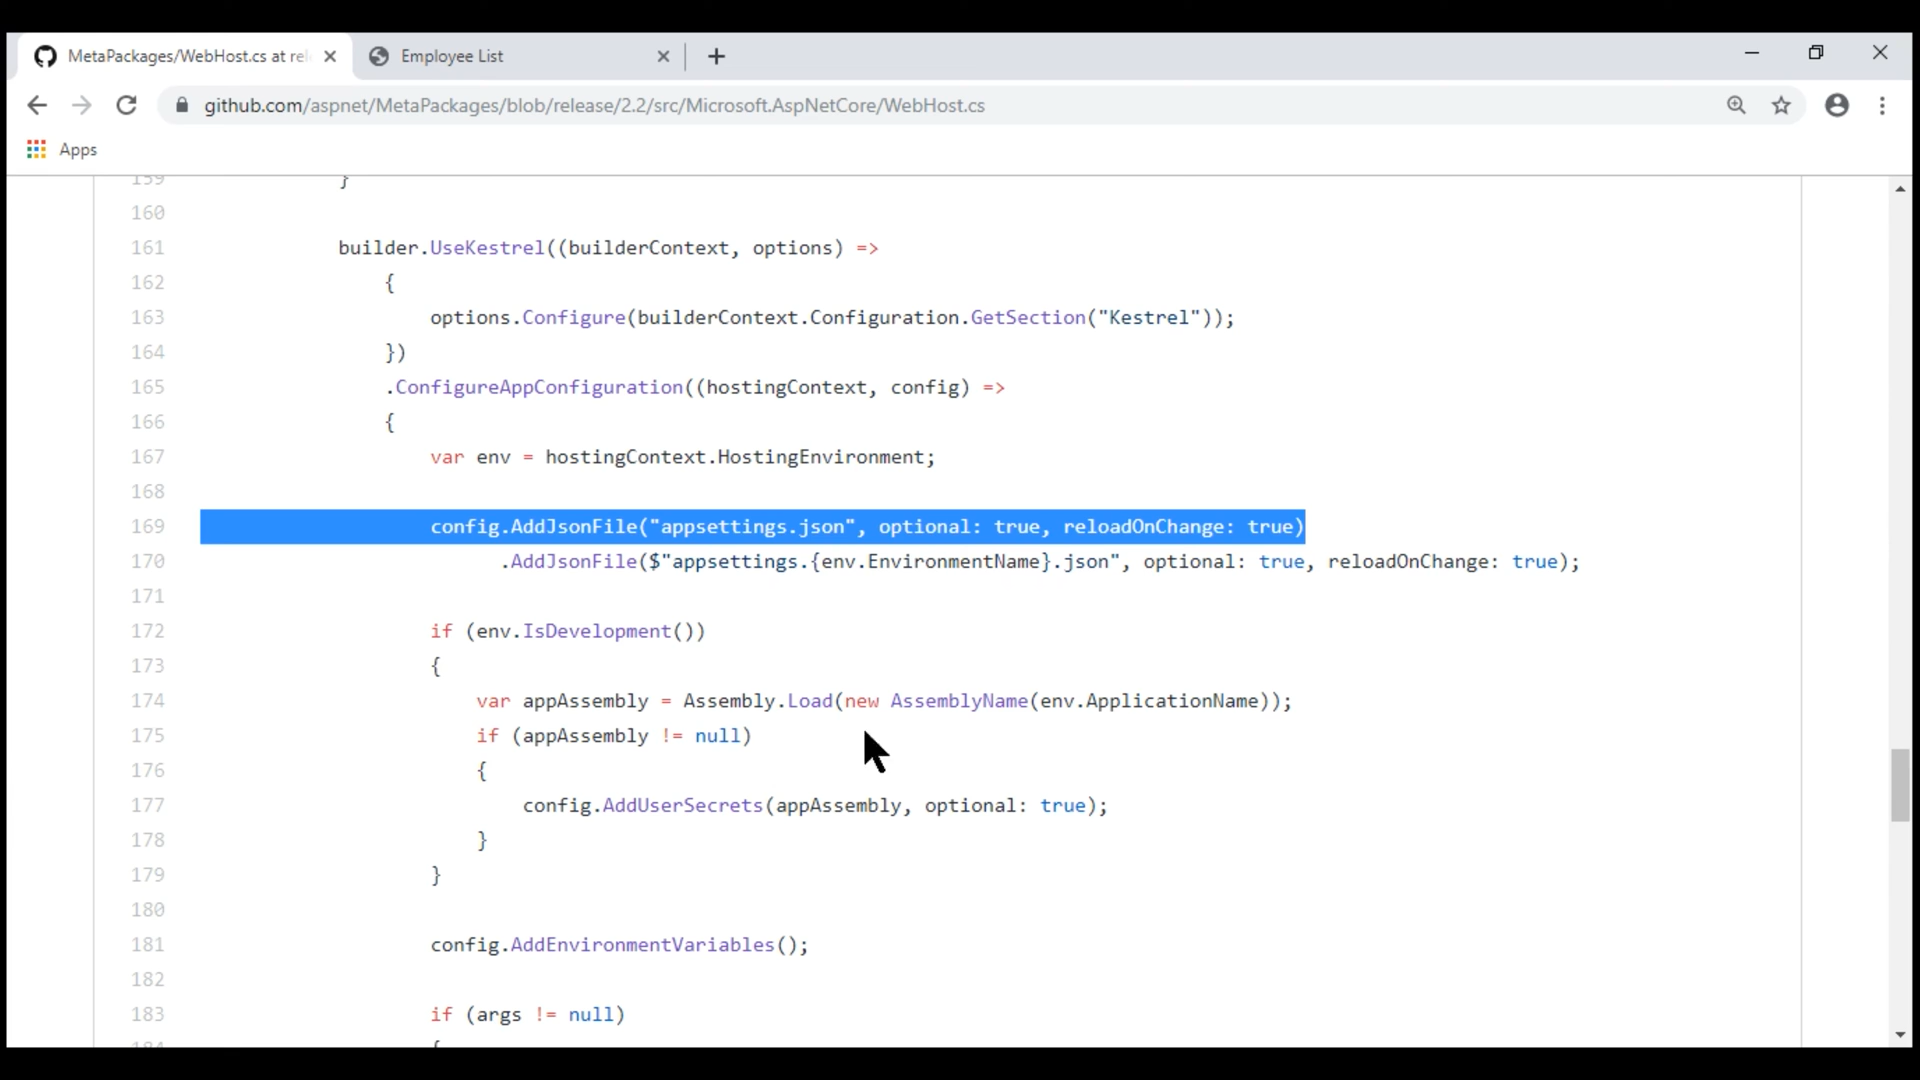 MetaPackages/WebHost.cs at rel
Employee List
github.com/aspnet/MetaPackages/blob/release/2.2/src/Microsoft.AspNetCore/WebHost.cs
Apps
159 }
160
161 builder.UseKestrel((builderContext, options) =>
162 {
163 options.Configure(builderContext.Configuration.GetSection("Kestrel"));
164 })
165 .ConfigureAppConfiguration((hostingContext, config) =>
166 {
167 var env = hostingContext.HostingEnvironment;
168
169 config.AddJsonFile("appsettings.json", optional: true, reloadOnChange: true)
170 .AddJsonFile($"appsettings.{env.EnvironmentName}.json", optional: true, reloadOnChange: true);
171
172 if (env.IsDevelopment())
173 {
174 var appAssembly = Assembly.Load(new AssemblyName(env.ApplicationName));
175 if (appAssembly != null)
176 {
177 config.AddUserSecrets(appAssembly, optional: true);
178 }
179 }
180
181 config.AddEnvironmentVariables();
182
183 if (args != null)
184 {